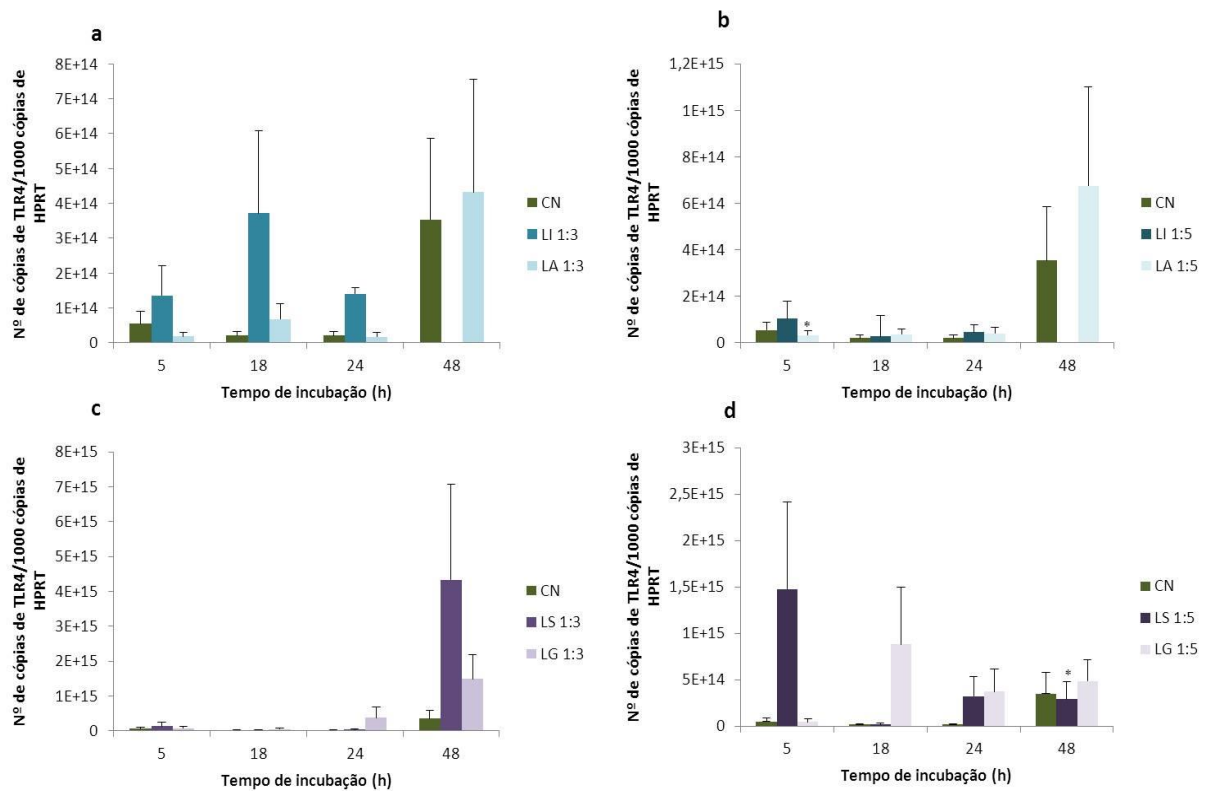 a
Nº de cópias de TLR4/1000 cópias de
HPRT
8E+14
7E+14
6E+14
5E+14
4E+14
3E+14
2E+14
1E+14
0
5
18
24
48
Tempo de incubação (h)
CN
LI 1:3
LA 1:3
b
Nº de cópias de TLR4/1000 cópias de
HPRT
1,2E+15
1E+15
8E+14
6E+14
4E+14
2E+14
0
*
5
18
24
48
Tempo de incubação (h)
CN
LI 1:5
LA 1:5
c
Nº de cópias de TLR4/1000 cópias de
HPRT
8E+15
7E+15
6E+15
5E+15
4E+15
3E+15
2E+15
1E+15
0
5
18
24
48
Tempo de incubação (h)
CN
LS 1:3
LG 1:3
d
Nº de cópias de TLR4/1000 cópias de
HPRT
3E+15
2,5E+15
2E+15
1,5E+15
1E+15
5E+14
0
*
5
18
24
48
Tempo de incubação (h)
CN
LS 1:5
LG 1:5